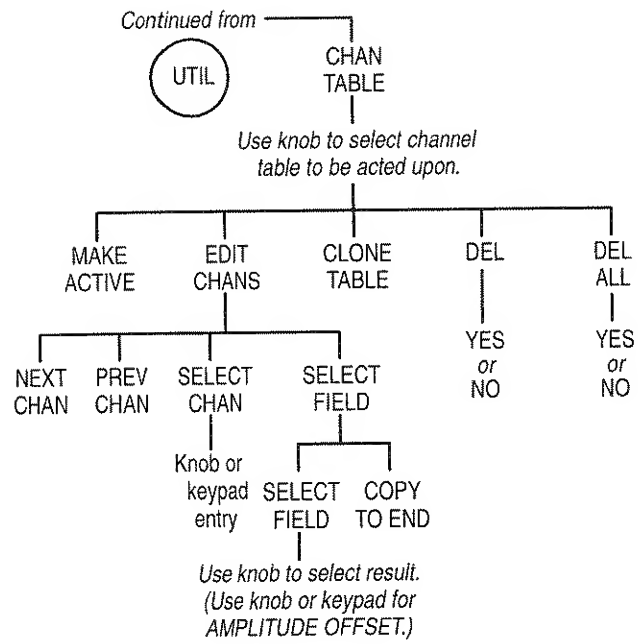 Continued from
UTIL
CHAN
TABLE
Use knob to select channel
table to be acted upon.
MAKE
ACTIVE
EDIT
CHANS
CLONE
TABLE
DEL
DEL
ALL
YES
or
NO
YES
or
NO
NEXT
CHAN
PREV
CHAN
SELECT
CHAN
SELECT
FIELD
Knob or
keypad
entry
SELECT
FIELD
COPY
TO END
Use knob to select result.
(Use knob or keypad for
AMPLITUDE OFFSET.)